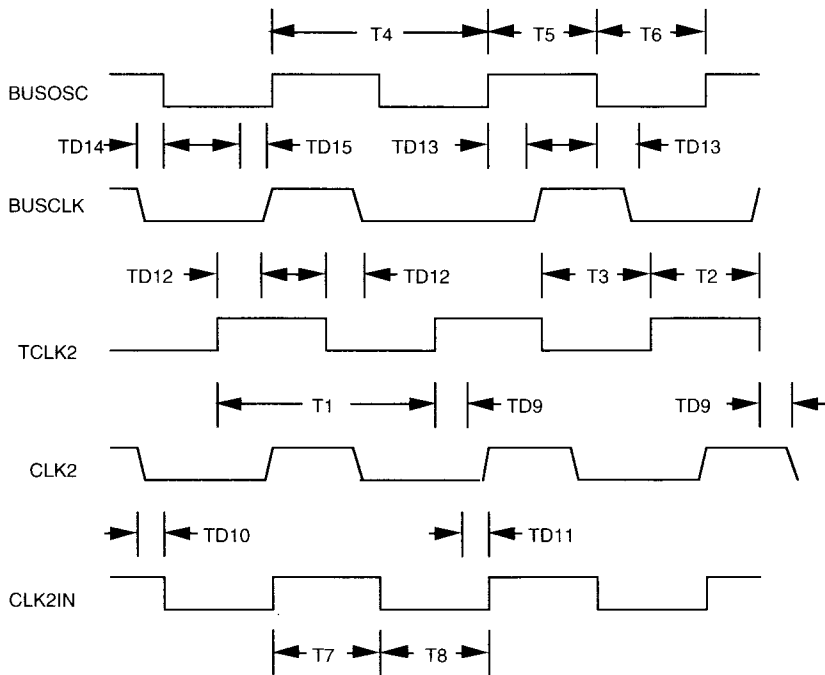 T4 T5 T6
BUSOSC
TD14 TD15 TD13 TD13
BUSCLK
TD12 TD12 T3 T2
TCLK2
T1 TD9 TD9
CLK2
TD10 TD11
CLK2IN
T7 T8